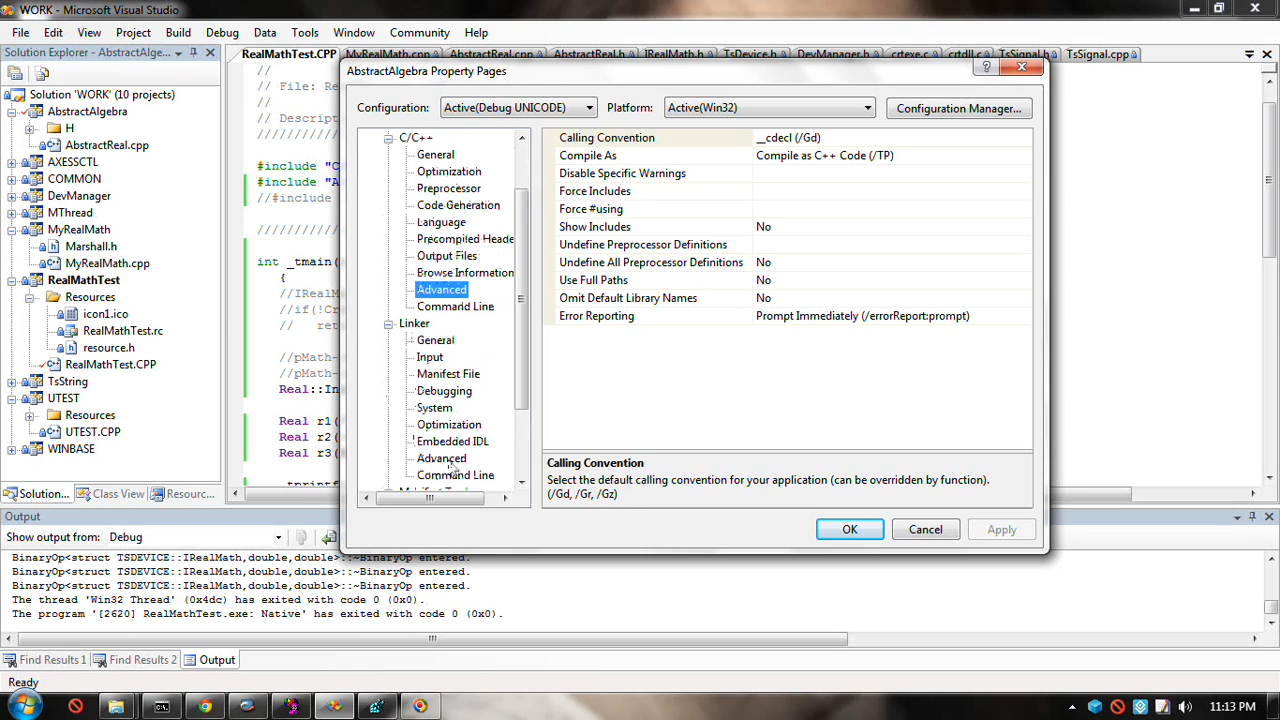 WORK - Microsoft Visual Studio
File Edit View Project Build Debug Data Tools Window Community Help
Solution Explorer - AbstractAlge...
RealMathTest.CPP MyRealMath.cpp AbstractReal.cpp AbstractReal.h IRealMath.h TsDevice.h DevManager.h crtexe.c crtdll.c TsSignal.h TsSignal.cpp
Solution 'WORK' (10 projects)
AbstractAlgebra
H
AbstractReal.cpp
AXESSCTL
COMMON
DevManager
MThread
MyRealMath
Marshall.h
MyRealMath.cpp
RealMathTest
Resources
icon1.ico
RealMathTest.rc
resource.h
RealMathTest.CPP
TsString
UTEST
Resources
UTEST.CPP
WINBASE
Solution... Class View Resourc...
//
// File: Re
//
// Descript
//
////////////
#include "C
#include "A
//#include
////////////
int _tmain(
{
//IRealM
//if(!Cr
// ret
//pMath-
//pMath-
Real::In
Real r1(
Real r2(
Real r3(
_tprintf
AbstractAlgebra Property Pages
Configuration: Active(Debug UNICODE) Platform: Active(Win32) Configuration Manager...
C/C++
General
Optimization
Preprocessor
Code Generation
Language
Precompiled Heade
Output Files
Browse Information
Advanced
Command Line
Linker
General
Input
Manifest File
Debugging
System
Optimization
Embedded IDL
Advanced
Command Line
Calling Convention __cdecl (/Gd)
Compile As Compile as C++ Code (/TP)
Disable Specific Warnings
Force Includes
Force #using
Show Includes No
Undefine Preprocessor Definitions
Undefine All Preprocessor Definitions No
Use Full Paths No
Omit Default Library Names No
Error Reporting Prompt Immediately (/errorReport:prompt)
Calling Convention
Select the default calling convention for your application (can be overridden by function).
(/Gd, /Gr, /Gz)
OK Cancel Apply
Output
Show output from: Debug
BinaryOp<struct TSDEVICE::IRealMath,double,double>::~BinaryOp entered.
BinaryOp<struct TSDEVICE::IRealMath,double,double>::~BinaryOp entered.
BinaryOp<struct TSDEVICE::IRealMath,double,double>::~BinaryOp entered.
The thread 'Win32 Thread' (0x4dc) has exited with code 0 (0x0).
The program '[2620] RealMathTest.exe: Native' has exited with code 0 (0x0).
Find Results 1 Find Results 2 Output
Ready
11:13 PM